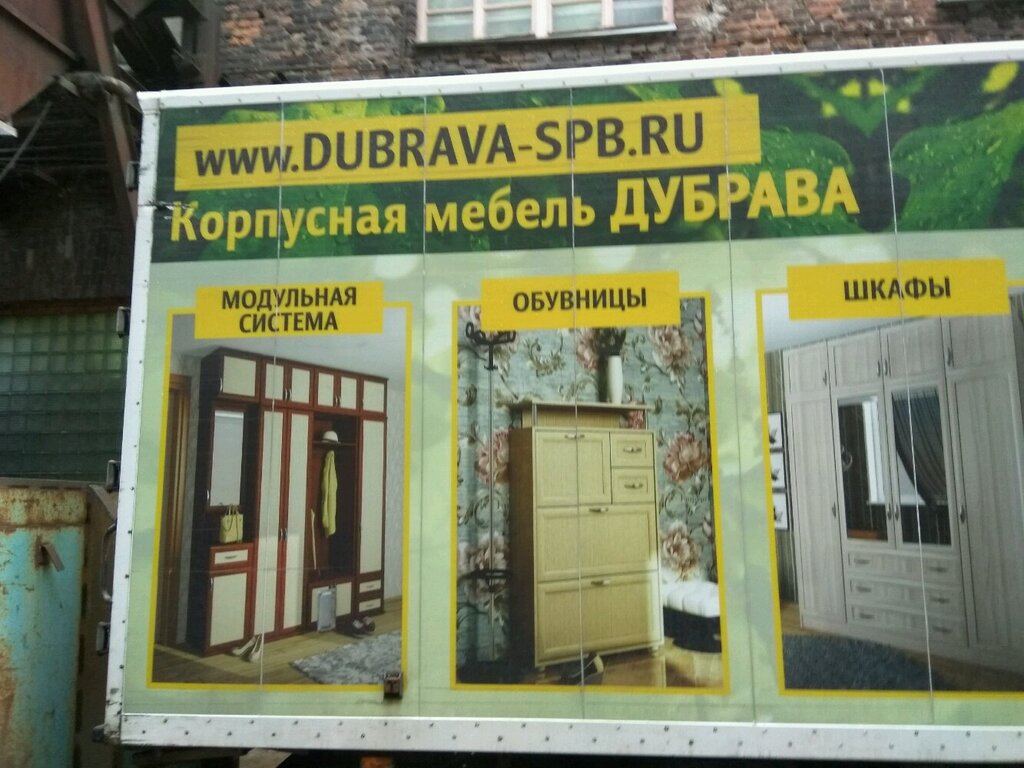 www.DUBRAVA-SPB.RU
Корпусная мебель ДУБРАВА
МОДУЛЬНАЯ
СИСТЕМА
ОБУВНИЦЫ
ШКАФЫ